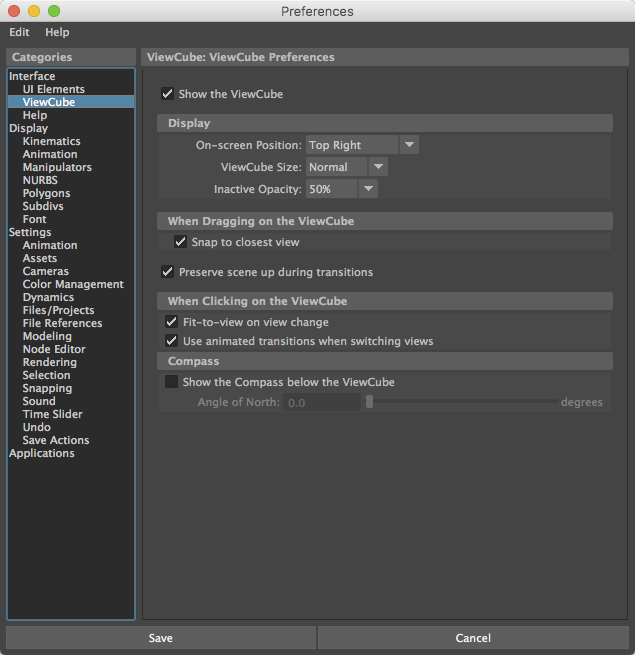 Preferences
Edit Help
Categories
Interface
UI Elements
ViewCube
Help
Display
Kinematics
Animation
Manipulators
NURBS
Polygons
Subdivs
Font
Settings
Animation
Assets
Cameras
Color Management
Dynamics
Files/Projects
File References
Modeling
Node Editor
Rendering
Selection
Snapping
Sound
Time Slider
Undo
Save Actions
Applications
ViewCube: ViewCube Preferences
Show the ViewCube
Display
On-screen Position: Top Right
ViewCube Size: Normal
Inactive Opacity: 50%
When Dragging on the ViewCube
Snap to closest view
Preserve scene up during transitions
When Clicking on the ViewCube
Fit-to-view on view change
Use animated transitions when switching views
Compass
Show the Compass below the ViewCube
Angle of North: 0.0 degrees
Save Cancel